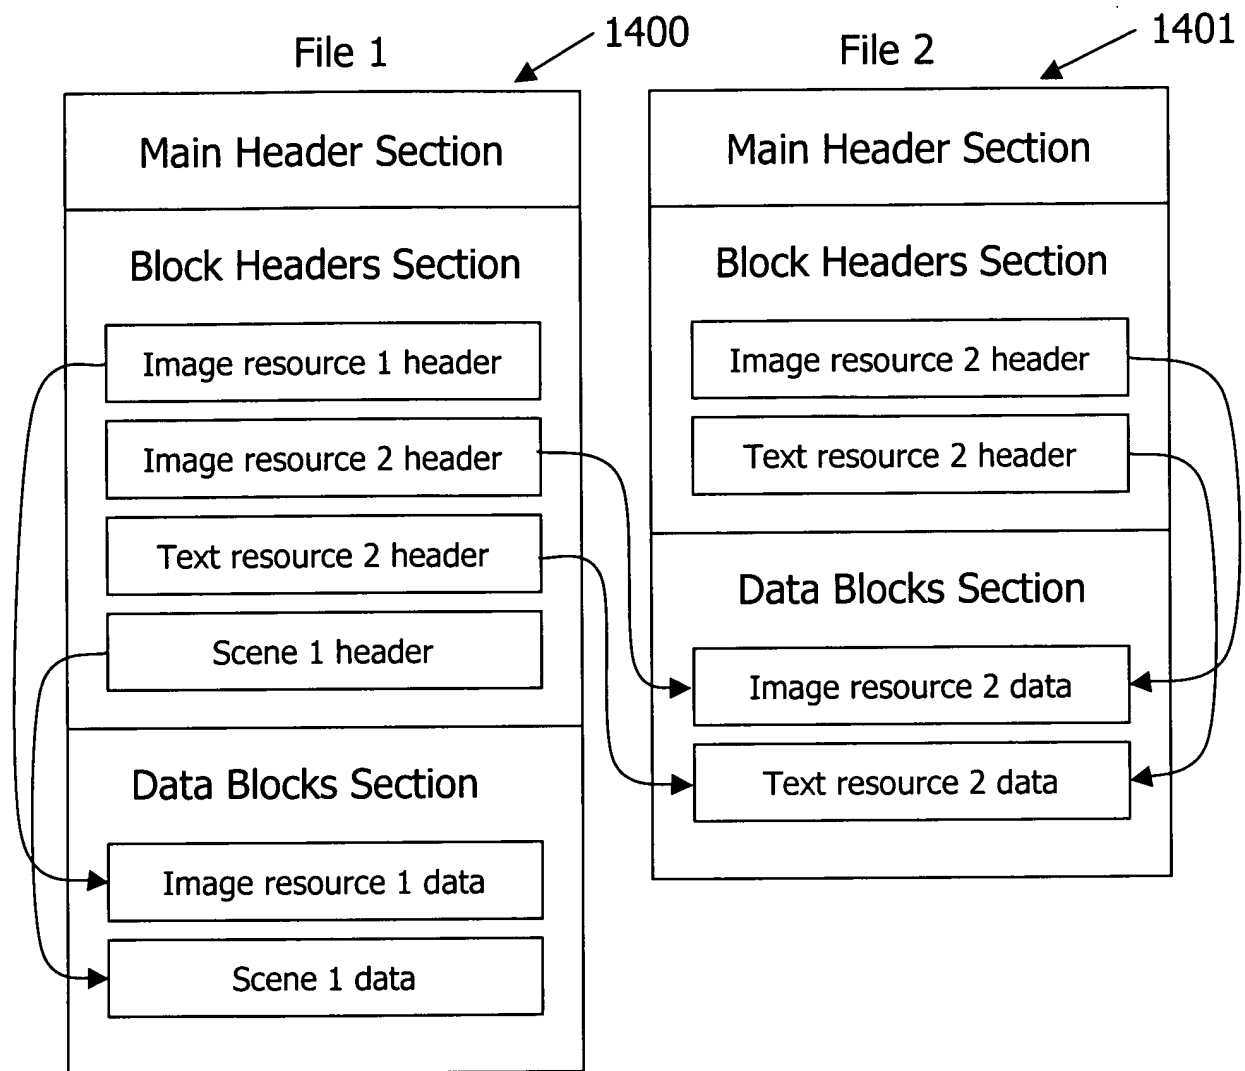 File 1
1400
Main Header Section
Block Headers Section
Image resource 1 header
Image resource 2 header
Text resource 2 header
Scene 1 header
Data Blocks Section
Image resource 1 data
Scene 1 data
File 2
1401
Main Header Section
Block Headers Section
Image resource 2 header
Text resource 2 header
Data Blocks Section
Image resource 2 data
Text resource 2 data